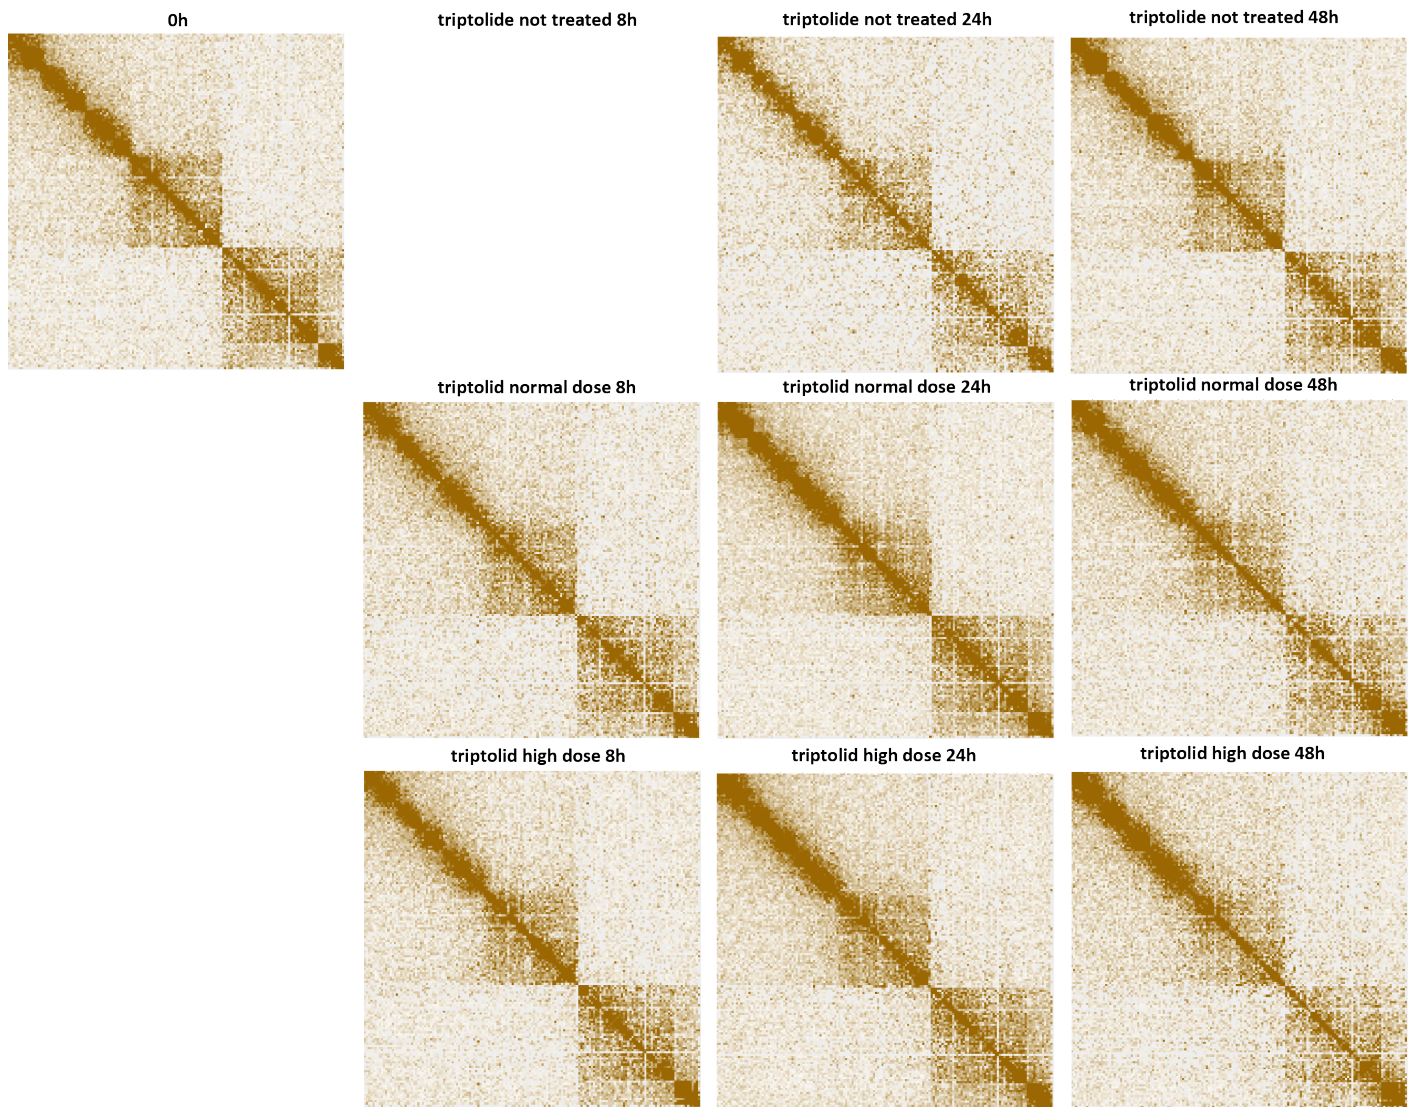 0h
triptolide not treated 8h
triptolide not treated 24h
triptolide not treated 48h
triptolid normal dose 8h
triptolid normal dose 24h
triptolid normal dose 48h
triptolid high dose 8h
triptolid high dose 24h
triptolid high dose 48h